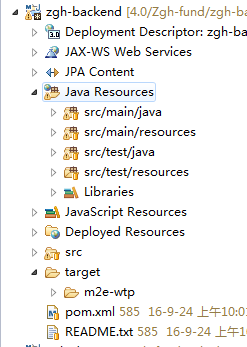 zgh-backend [4.0/Zgh-fund/zgh-ba
Deployment Descriptor: zgh-ba
JAX-WS Web Services
JPA Content
Java Resources
src/main/java
src/main/resources
src/test/java
src/test/resources
Libraries
JavaScript Resources
Deployed Resources
src
target
m2e-wtp
pom.xml 585 16-9-24 上午10:01
README.txt 585 16-9-24 上午